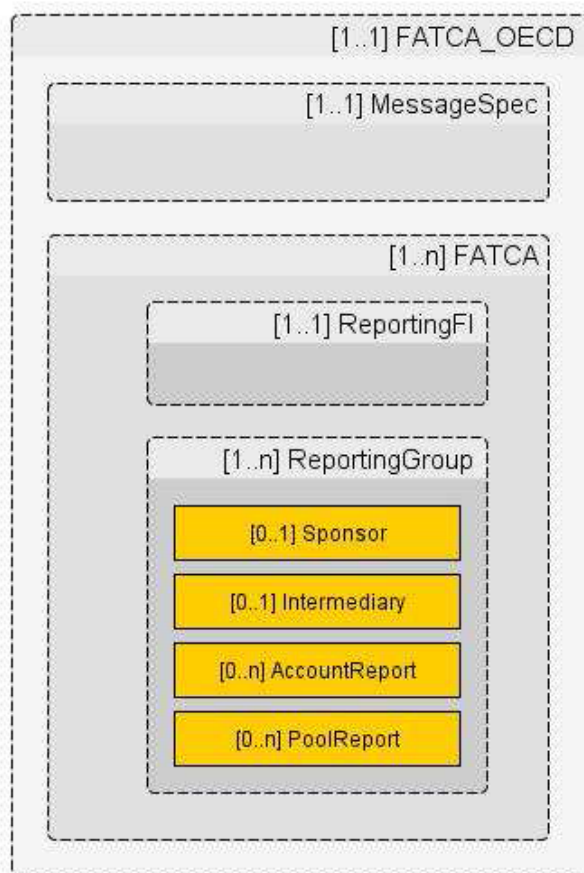 [1..1] FATCA_OECD
[1..1] MessageSpec
[1..n] FATCA
[1..1] ReportingFI
[1..n] ReportingGroup
[0..1] Sponsor
[0..1] Intermediary
[0..n] AccountReport
[0..n] PoolReport